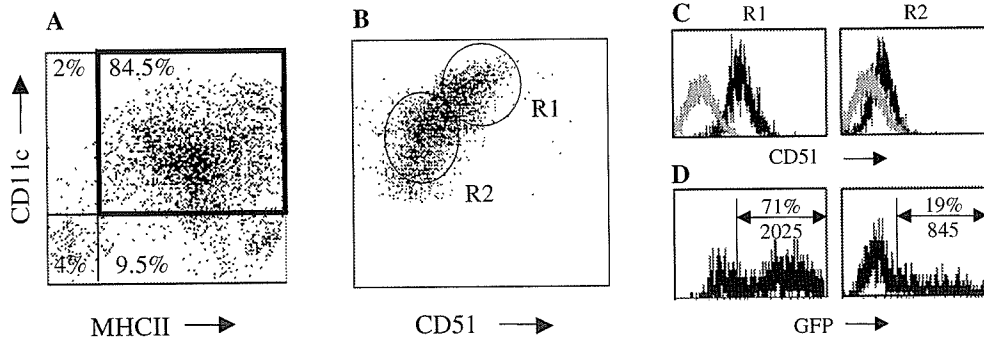 A
2%
84.5%
4%
9.5%
CD11c
MHCII
B
R1
R2
CD51
C
R1
R2
CD51
D
71%
2025
19%
845
GFP